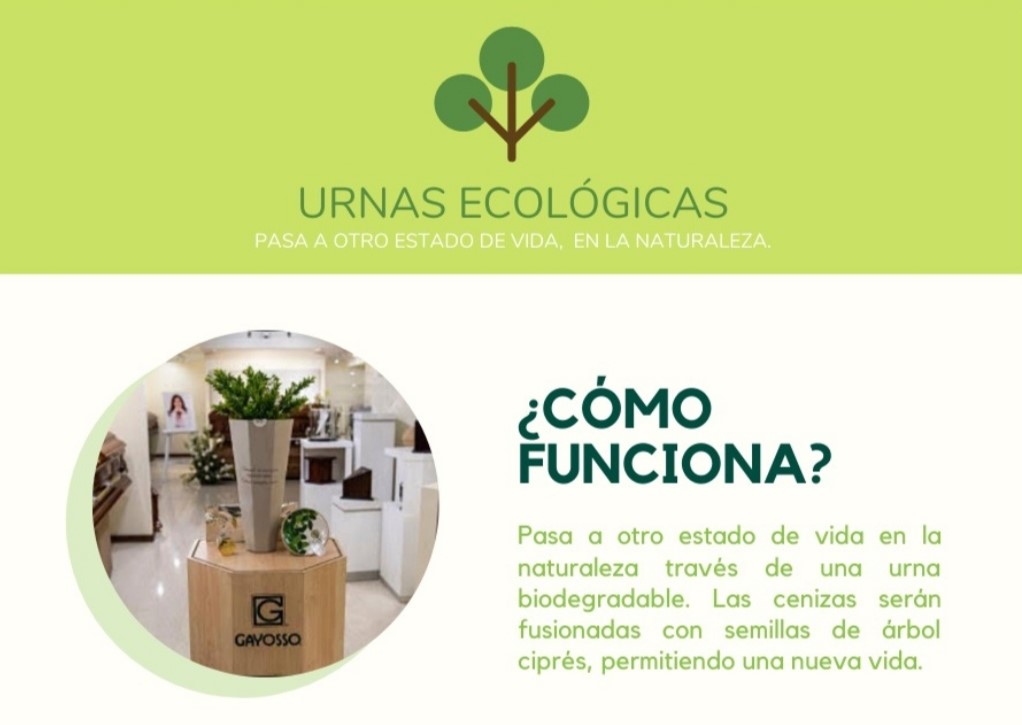 URNAS ECOLÓGICAS
PASA A OTRO ESTADO DE VIDA, EN LA NATURALEZA.
¿CÓMO
FUNCIONA?
Pasa a otro estado de vida en la
naturaleza través de una urna
biodegradable. Las cenizas serán
fusionadas con semillas de árbol
ciprés, permitiendo una nueva vida.
G
GAYOSSO